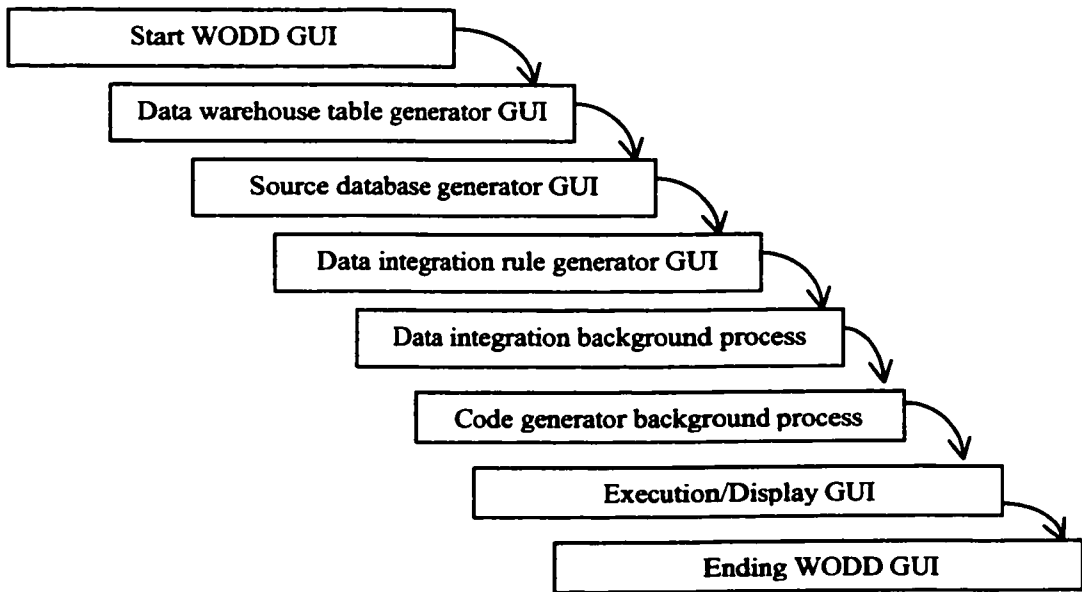 Start WODD GUI
Data warehouse table generator GUI
Source database generator GUI
Data integration rule generator GUI
Data integration background process
Code generator background process
Execution/Display GUI
Ending WODD GUI